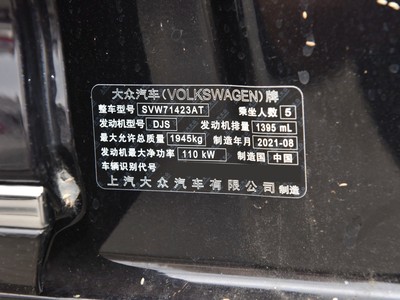 大众汽车(VOLKSWAGEN)牌
整车型号 SVW71423AT 乘坐人数 5
发动机型号 DJS 发动机排量 1395 mL
最大允许总质量 1945kg 制造年月 2021-08
发动机最大净功率 110 kW 制造国 中国
车辆识别代号
上汽大众汽车有限公司 制造